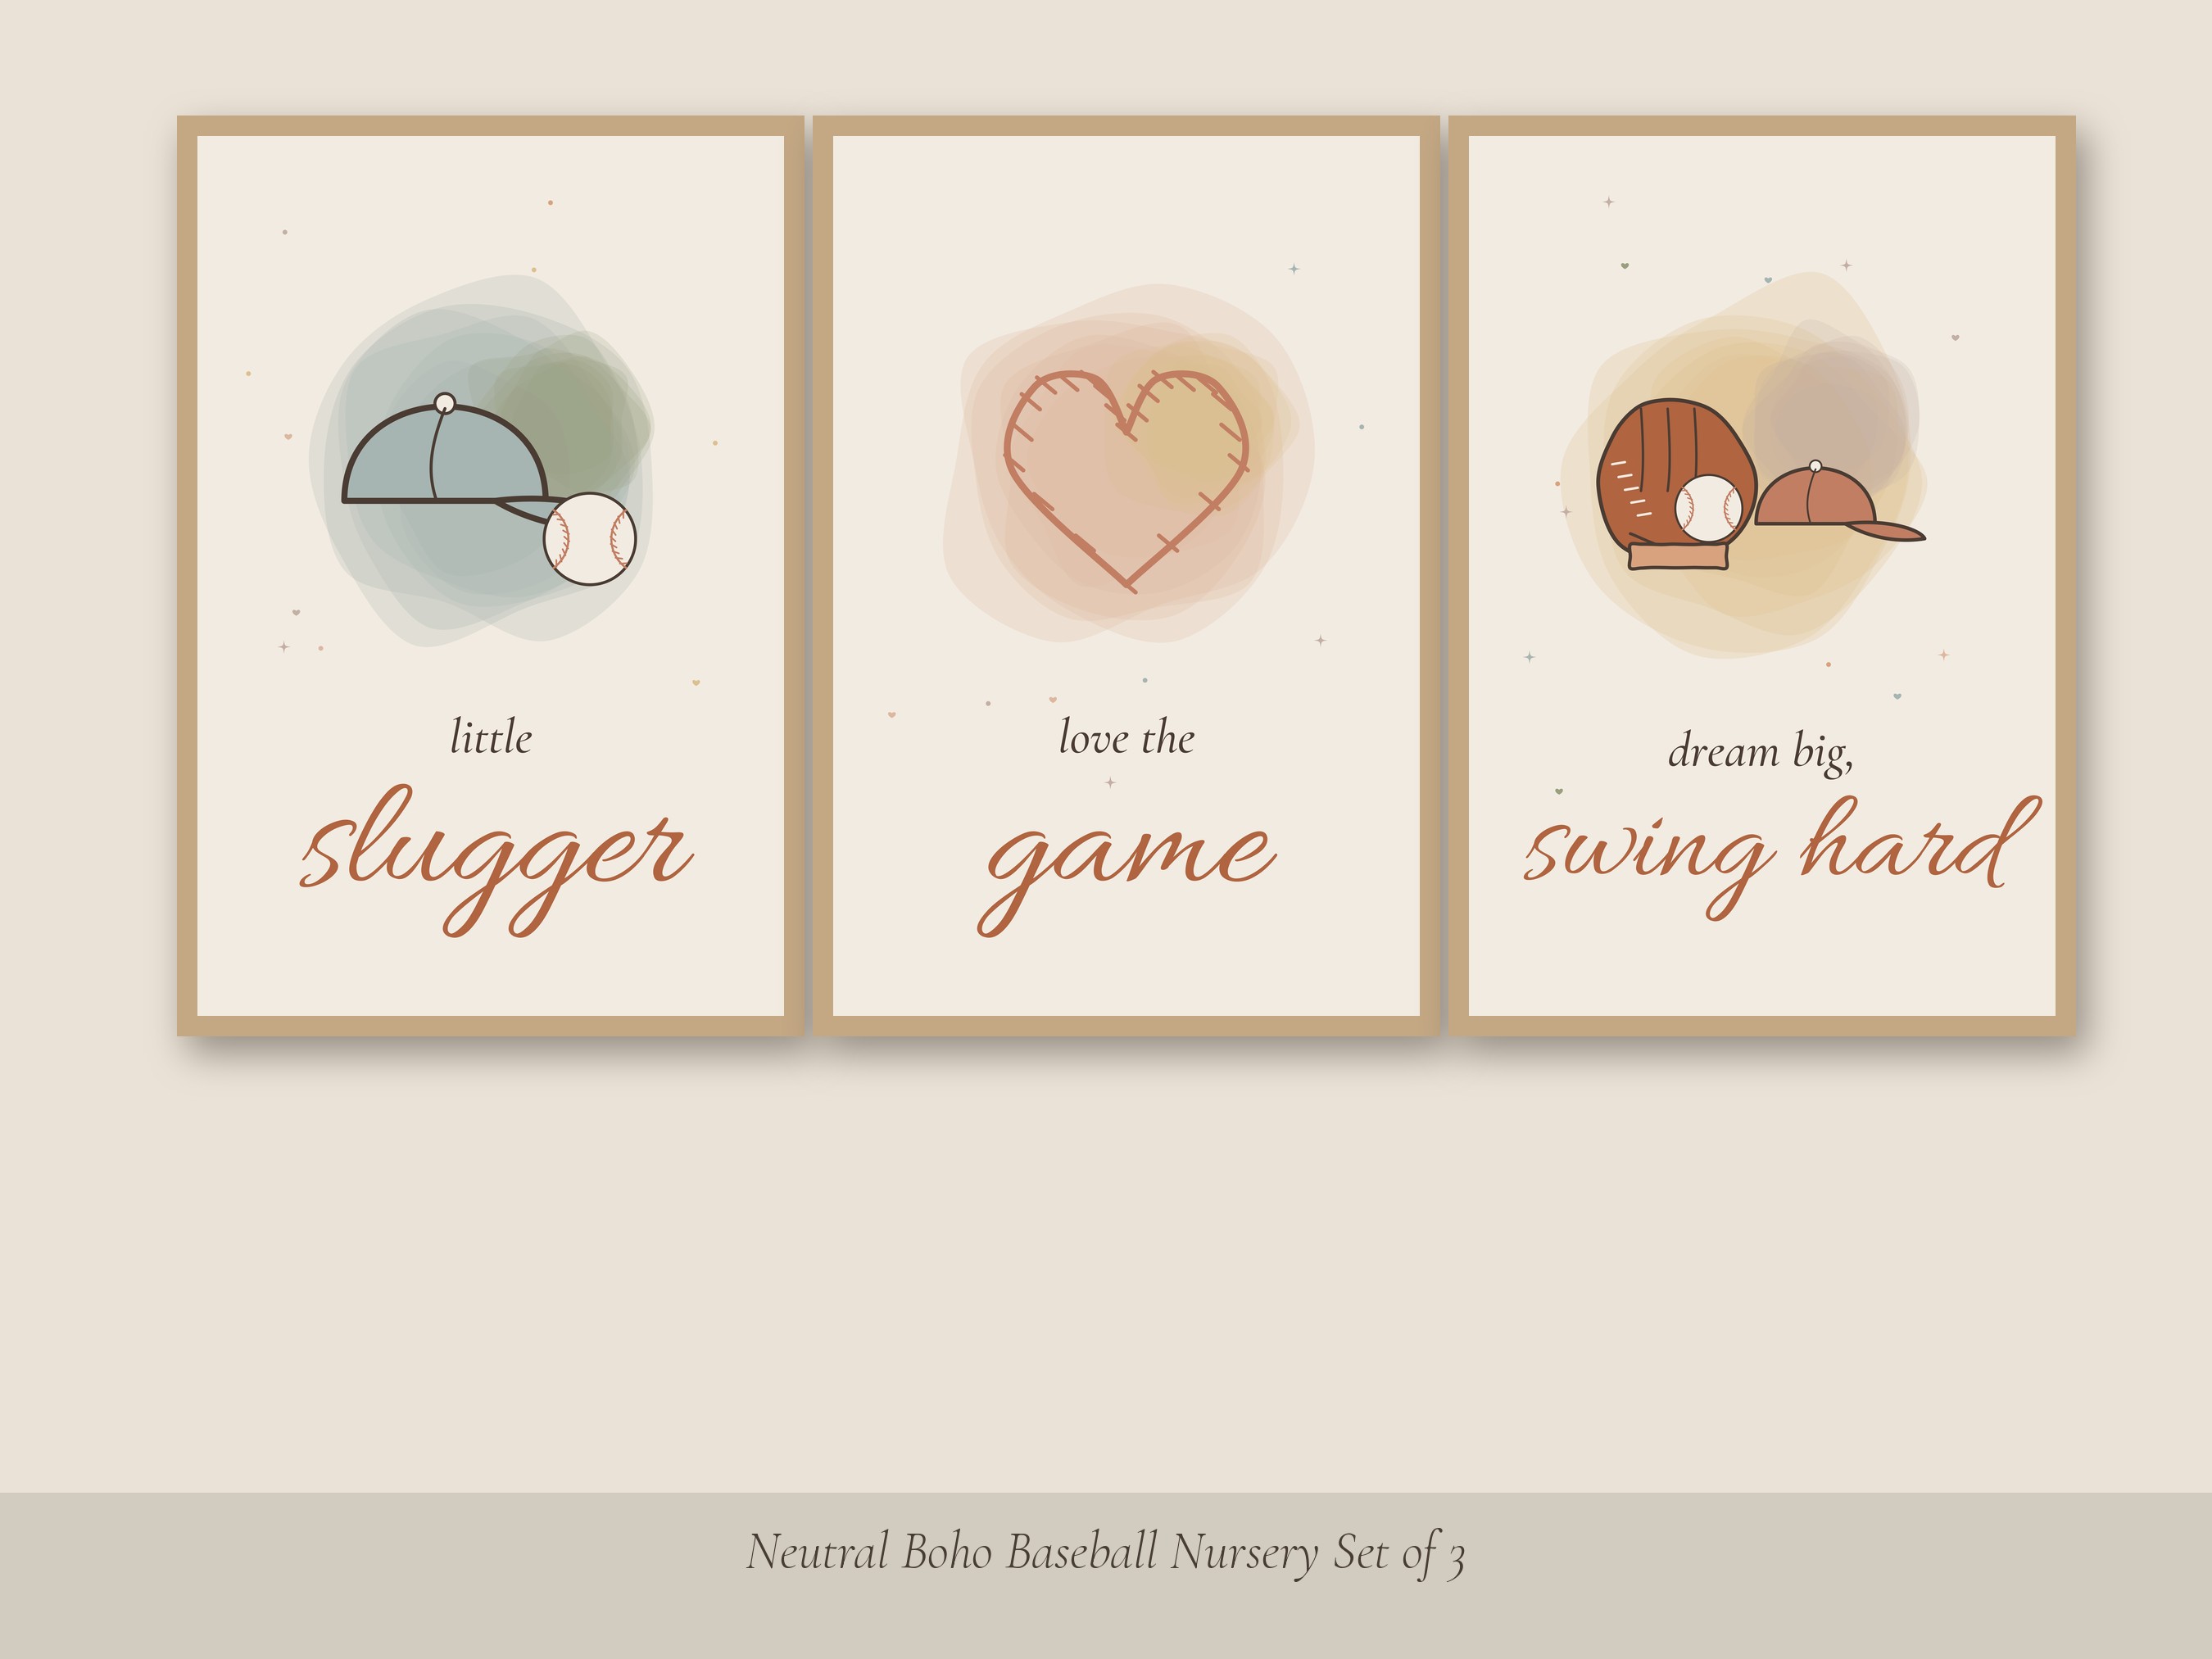 little
slugger
love the
game
dream big,
swing hard
Neutral Boho Baseball Nursery Set of 3